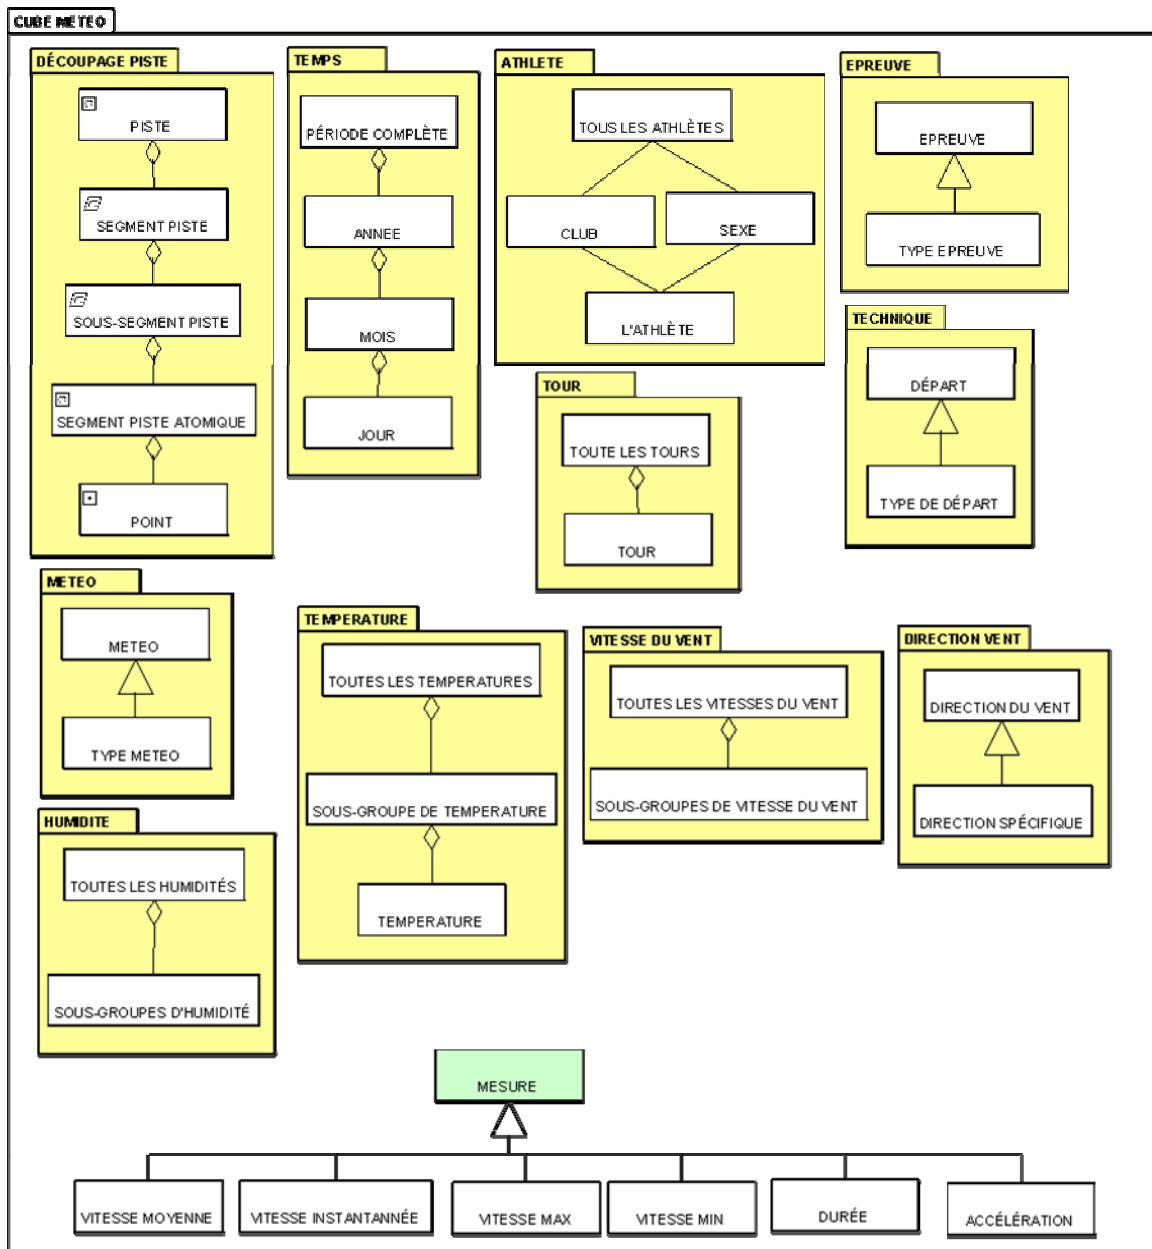 CUBE METEO
DÉCOUPAGE PISTE
PISTE
SEGMENT PISTE
SOUS-SEGMENT PISTE
SEGMENT PISTE ATOMIQUE
POINT
TEMPS
PÉRIODE COMPLÈTE
ANNEE
MOIS
JOUR
ATHLETE
TOUS LES ATHLÈTES
CLUB
SEXE
L'ATHLÈTE
EPREUVE
EPREUVE
TYPE EPREUVE
TECHNIQUE
DÉPART
TYPE DE DÉPART
TOUR
TOUTE LES TOURS
TOUR
METEO
METEO
TYPE METEO
TEMPERATURE
TOUTES LES TEMPERATURES
SOUS-GROUPE DE TEMPERATURE
TEMPERATURE
VITESSE DU VENT
TOUTES LES VITESSES DU VENT
SOUS-GROUPES DE VITESSE DU VENT
DIRECTION VENT
DIRECTION DU VENT
DIRECTION SPÉCIFIQUE
HUMIDITE
TOUTES LES HUMIDITÉS
SOUS-GROUPES D'HUMIDITÉ
MESURE
VITESSE MOYENNE
VITESSE INSTANTANNÉE
VITESSE MAX
VITESSE MIN
DURÉE
ACCÉLÉRATION